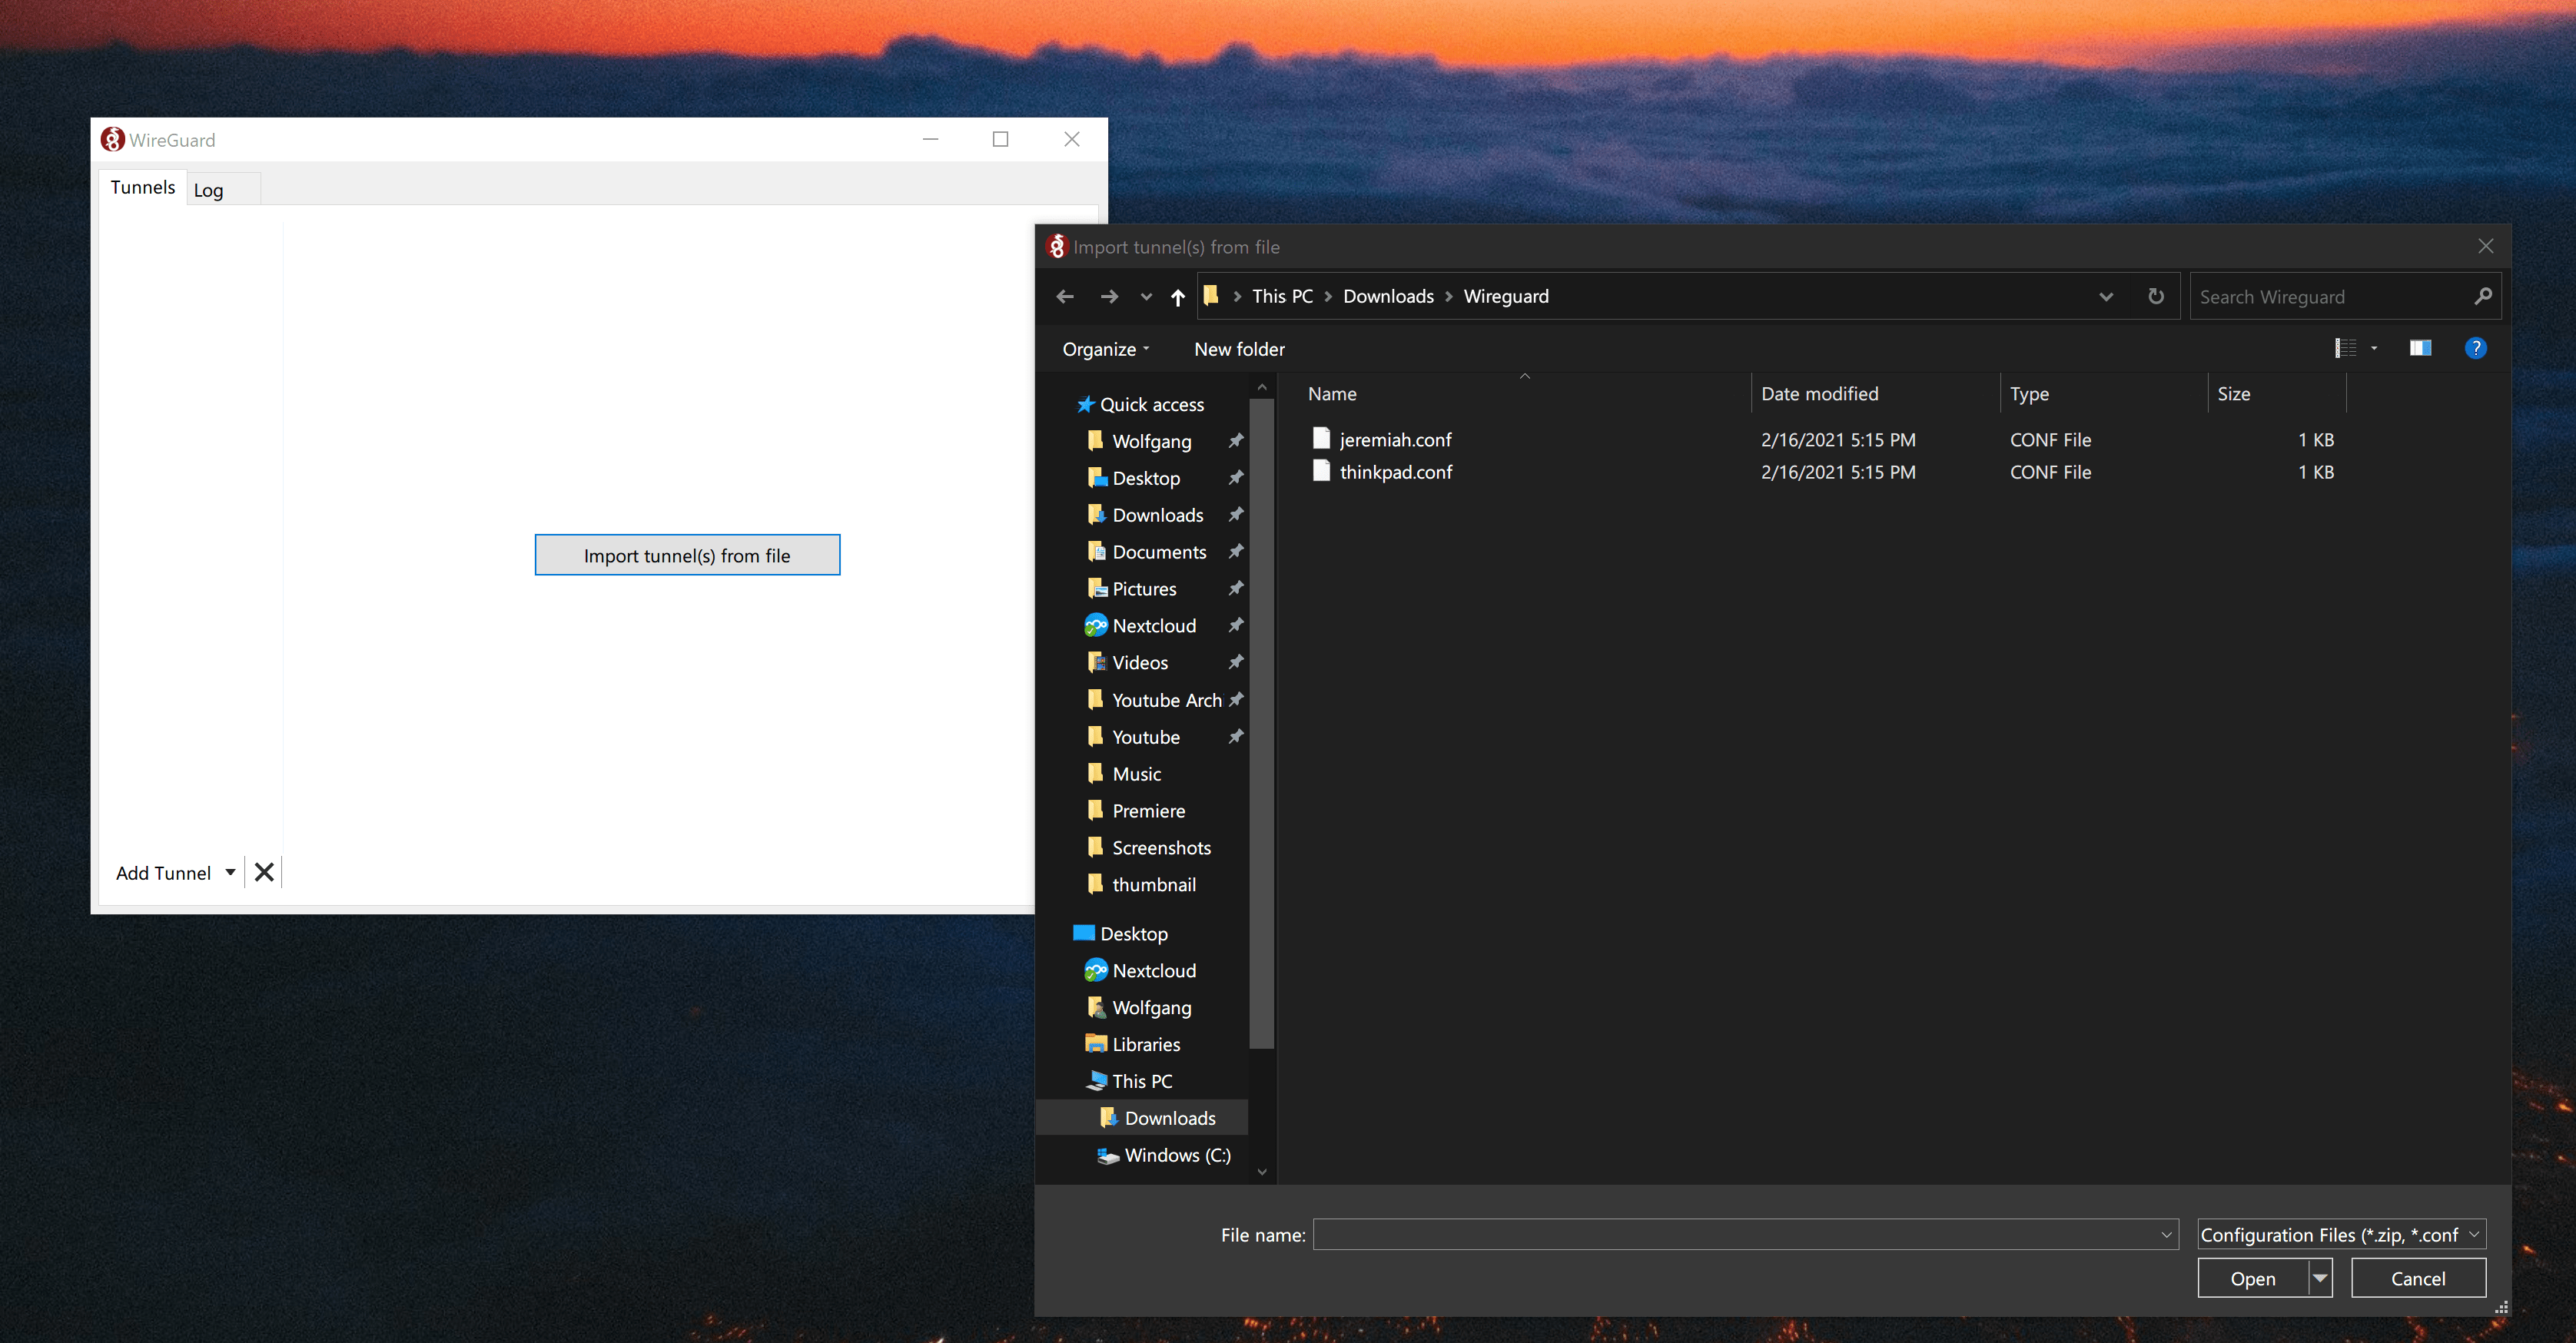 WireGuard
Tunnels
Log
Import tunnel(s) from file
Add Tunnel
Import tunnel(s) from file
This PC
Downloads
Wireguard
Search Wireguard
Organize
New folder
?
Name
Date modified
Type
Size
jeremiah.conf 2/16/2021 5:15 PM CONF File 1 KB
thinkpad.conf 2/16/2021 5:15 PM CONF File 1 KB
Quick access
Wolfgang
Desktop
Downloads
Documents
Pictures
Nextcloud
Videos
Youtube Arch
Youtube
Music
Premiere
Screenshots
thumbnail
Desktop
Nextcloud
Wolfgang
Libraries
This PC
Downloads
Windows (C:)
File name:
Configuration Files (*.zip, *.conf
Open
Cancel